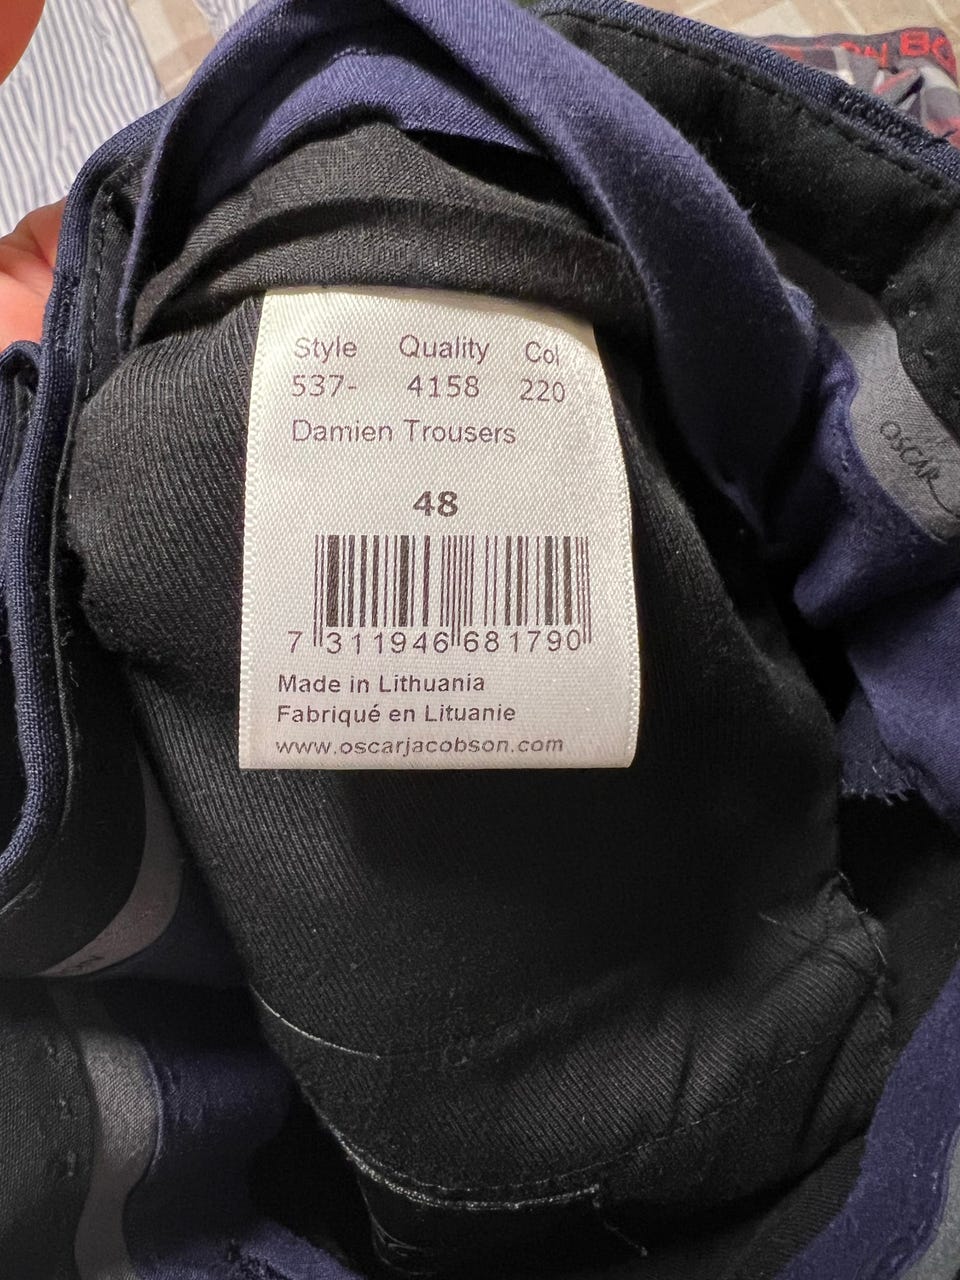 Style Quality Col
537- 4158 220
Damien Trousers
48
7 311946 681790
Made in Lithuania
Fabriqué en Lituanie
www.oscarjacobson.com
OSCAR